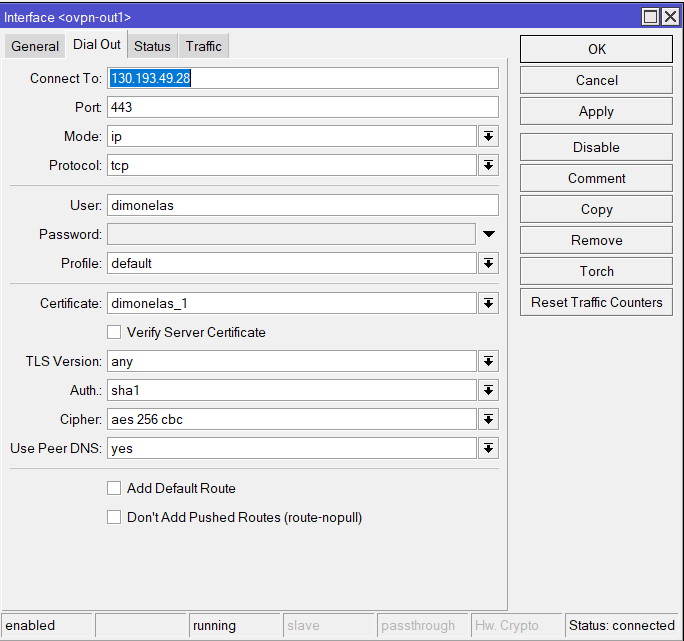 Interface <ovpn-out1>
General Dial Out Status Traffic
Connect To: 130.193.49.28
Port: 443
Mode: ip
Protocol: tcp
User: dimonelas
Password:
Profile: default
Certificate: dimonelas_1
Verify Server Certificate
TLS Version: any
Auth.: sha1
Cipher: aes 256 cbc
Use Peer DNS: yes
Add Default Route
Don't Add Pushed Routes (route-nopull)
OK
Cancel
Apply
Disable
Comment
Copy
Remove
Torch
Reset Traffic Counters
enabled running slave passthrough Hw. Crypto Status: connected